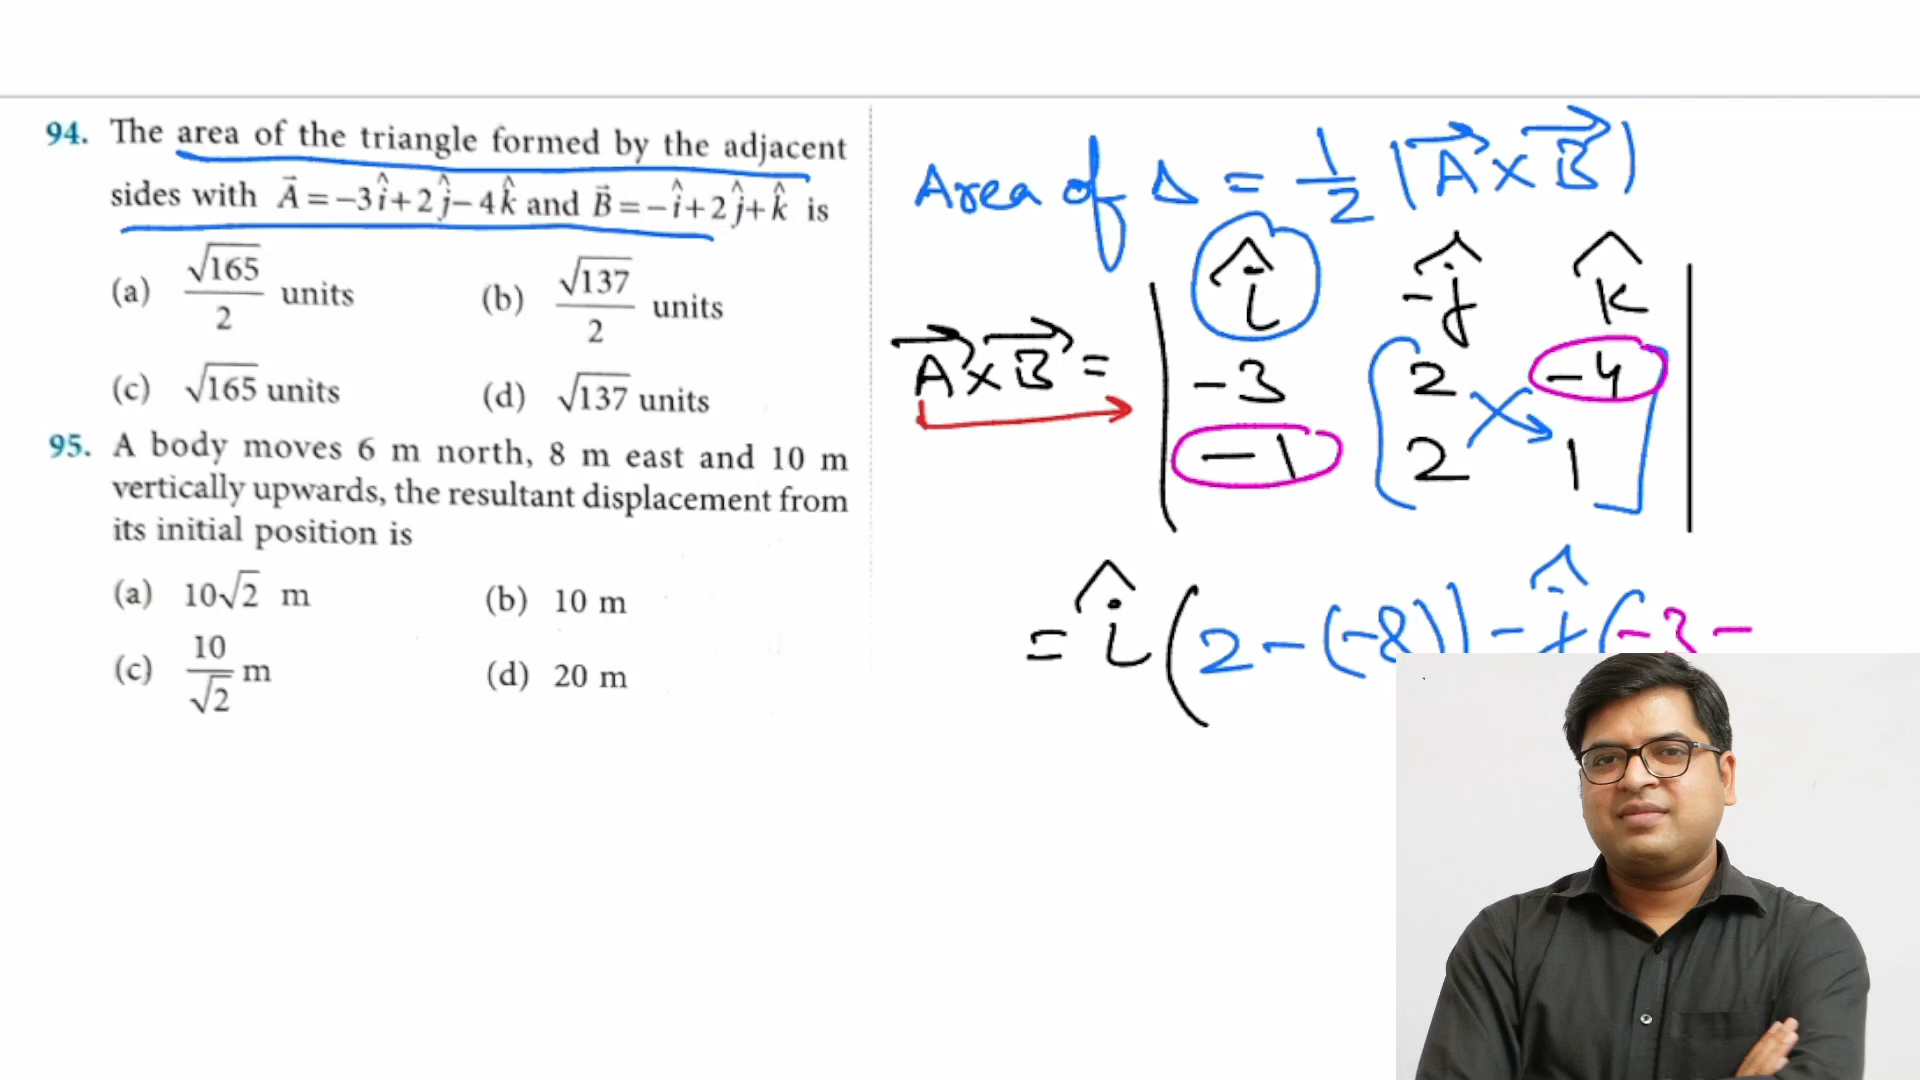 94. The area of the triangle formed by the adjacent
sides with A⃗ = −3î + 2ĵ − 4k̂ and B⃗ = −î + 2ĵ + k̂ is
(a) √165/2 units (b) √137/2 units
(c) √165 units (d) √137 units
95. A body moves 6 m north, 8 m east and 10 m
vertically upwards, the resultant displacement from
its initial position is
(a) 10√2 m (b) 10 m
(c) 10/√2 m (d) 20 m
Area of Δ = 1/2 |A⃗ × B⃗|
î −ĵ k̂
A⃗ × B⃗ = −3 2 −4
−1 2 1
= î (2 − (−8)) − ĵ (−3 −